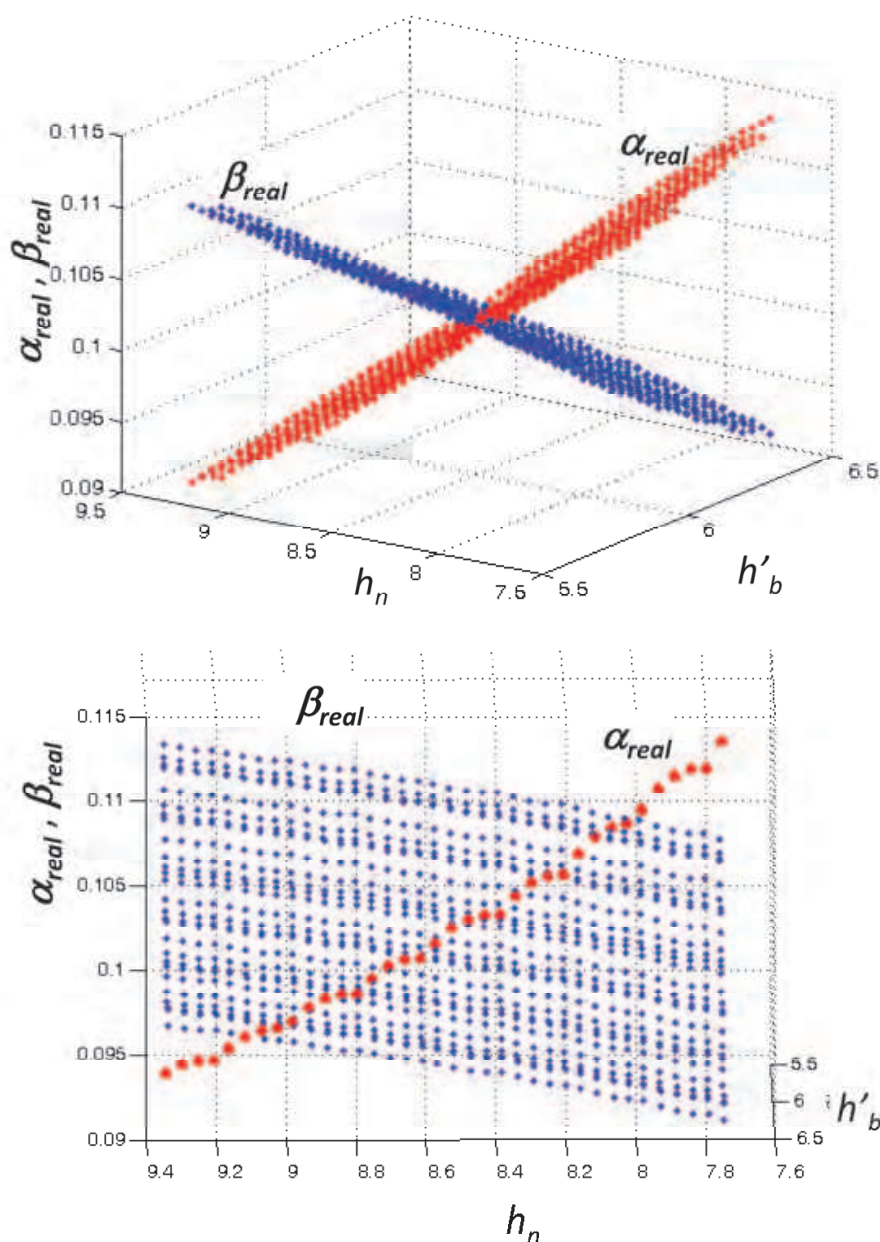 0.115
0.11
0.105
0.1
0.095
0.09
α_real , β_real
β_real
α_real
9.5
9
8.5
8
7.5
h_n
5.5
6
6.5
h'_b
β_real
α_real
0.115
0.11
0.105
0.1
0.095
0.09
α_real , β_real
5.5
6
6.5
h'_b
9.4 9.2 9 8.8 8.6 8.4 8.2 8 7.8 7.6
h_n